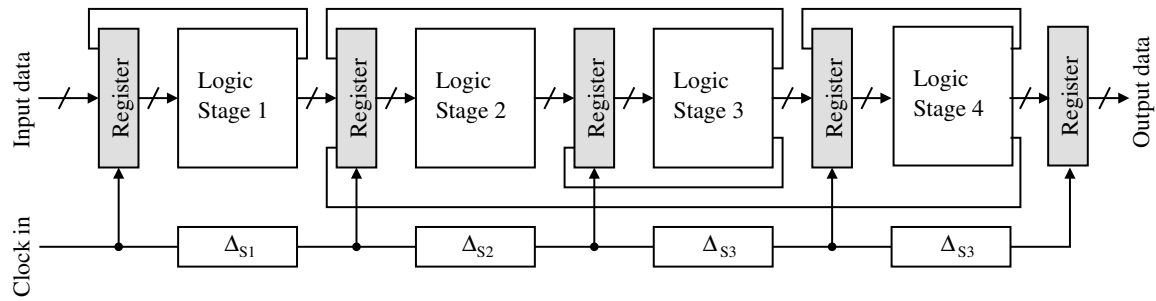 Input data
Register
Logic
Stage 1
Register
Logic
Stage 2
Register
Logic
Stage 3
Register
Logic
Stage 4
Register
Output data
Clock in
ΔS1
ΔS2
ΔS3
ΔS3